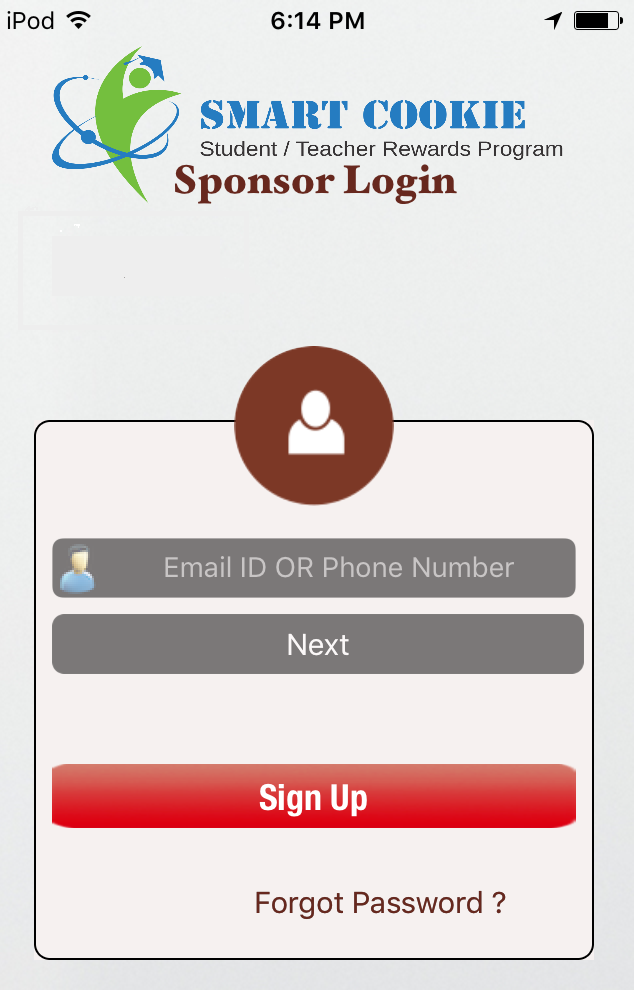 iPod 6:14 PM
SMART COOKIE
Student / Teacher Rewards Program
Sponsor Login
Email ID OR Phone Number
Next
Sign Up
Forgot Password ?